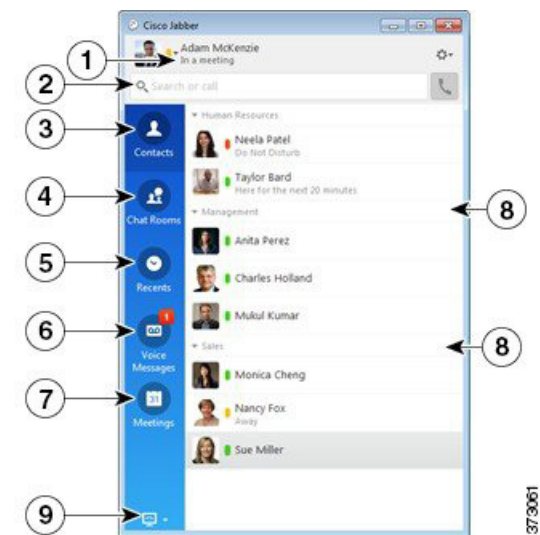 Cisco Jabber
1
Adam McKenzie
In a meeting
2
Search or call
3
Contacts
Human Resources
Neela Patel
Do Not Disturb
4
Chat Rooms
Taylor Bard
Here for the next 20 minutes
Management
8
Anita Perez
5
Recents
Charles Holland
6
1
Voice
Messages
Mukul Kumar
Sales
8
7
31
Meetings
Monica Cheng
Nancy Fox
Away
Sue Miller
9
373061